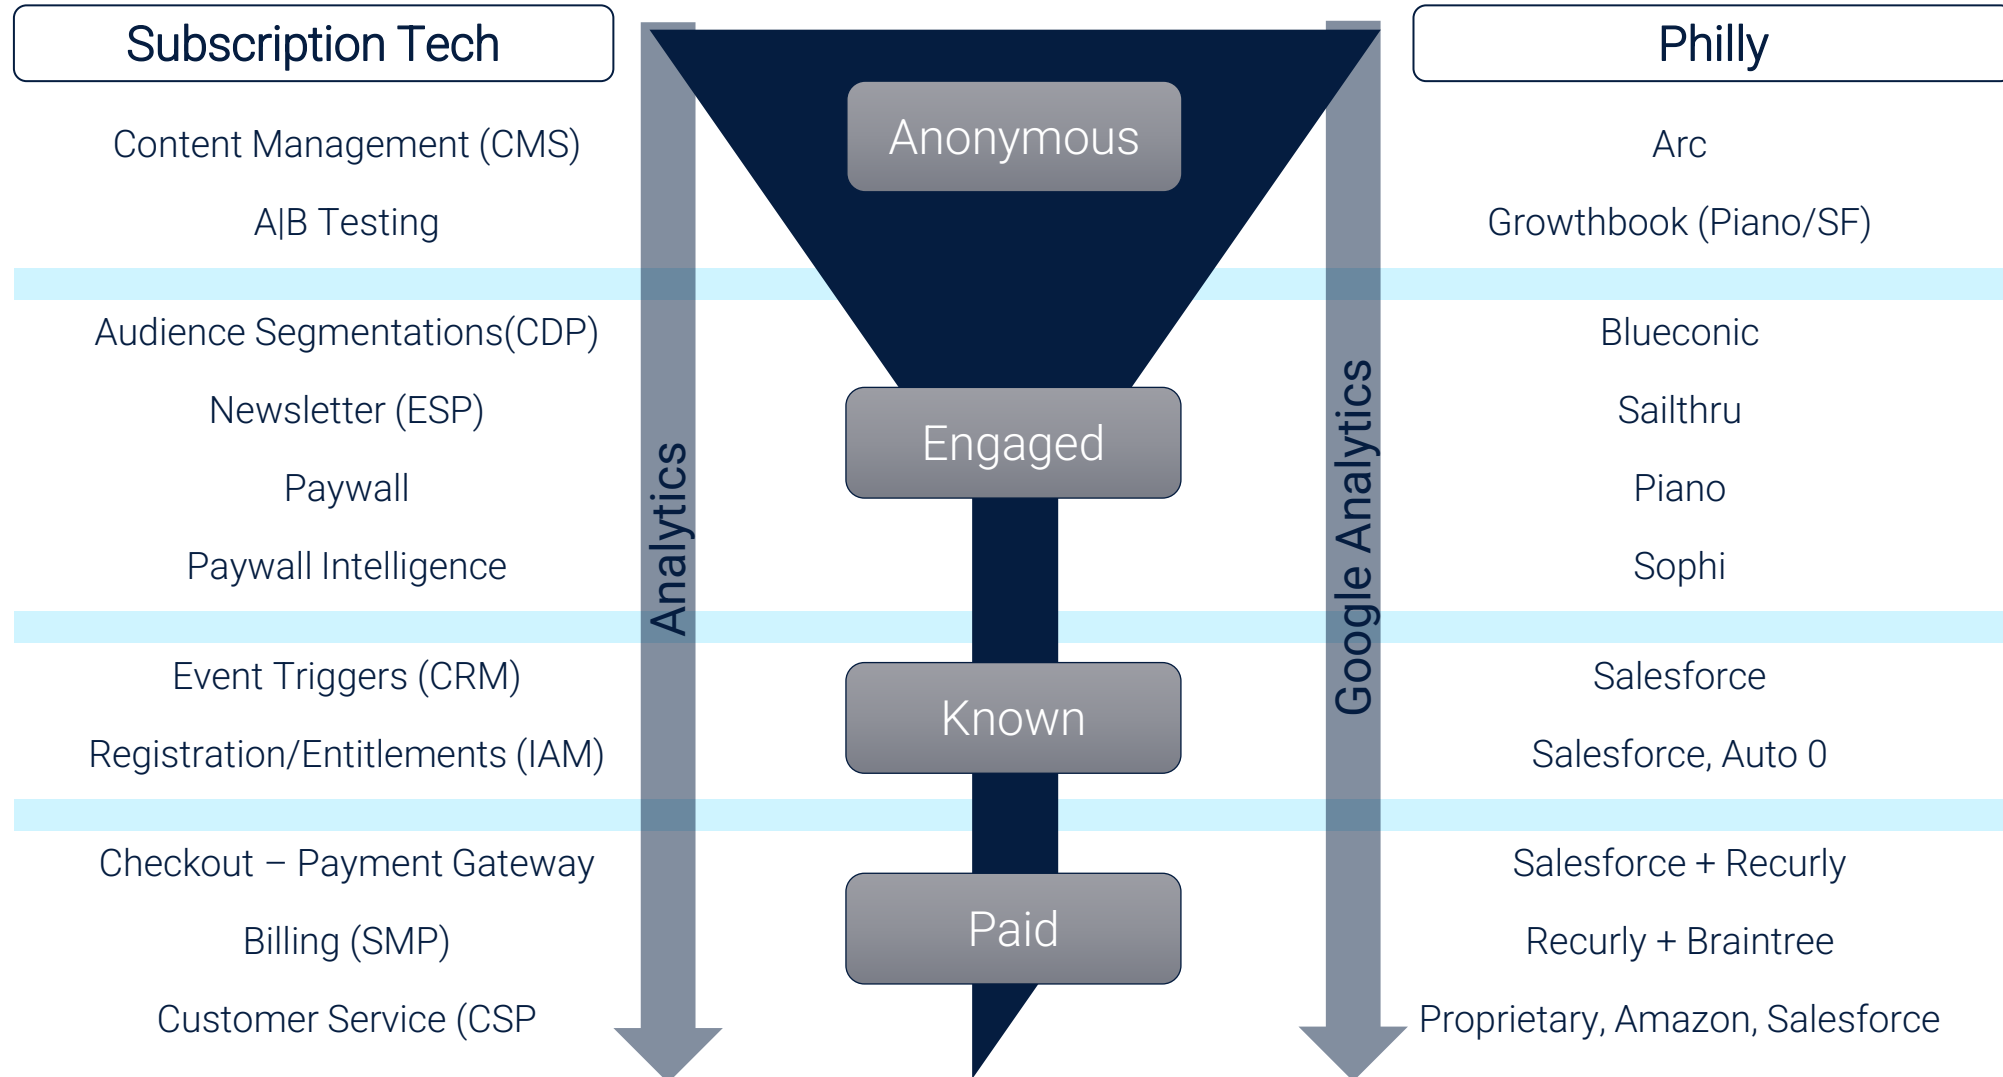 Subscription Tech
Philly
Anonymous
Content Management (CMS)
Arc
A|B Testing
Growthbook (Piano/SF)
Audience Segmentations(CDP)
Blueconic
Newsletter (ESP)
Sailthru
Engaged
Paywall
Piano
Paywall Intelligence
Sophi
Analytics
Google Analytics
Event Triggers (CRM)
Salesforce
Known
Registration/Entitlements (IAM)
Salesforce, Auto 0
Checkout – Payment Gateway
Salesforce + Recurly
Paid
Billing (SMP)
Recurly + Braintree
Customer Service (CSP
Proprietary, Amazon, Salesforce